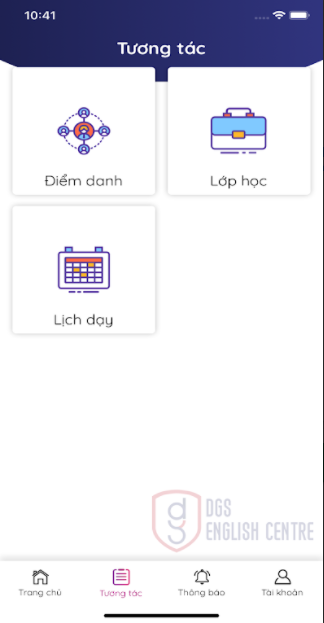 10:41
Tương tác
Điểm danh
Lớp học
Lịch dạy
DGS
ENGLISH CENTRE
Trang chủ
Tương tác
Thông báo
Tài khoản